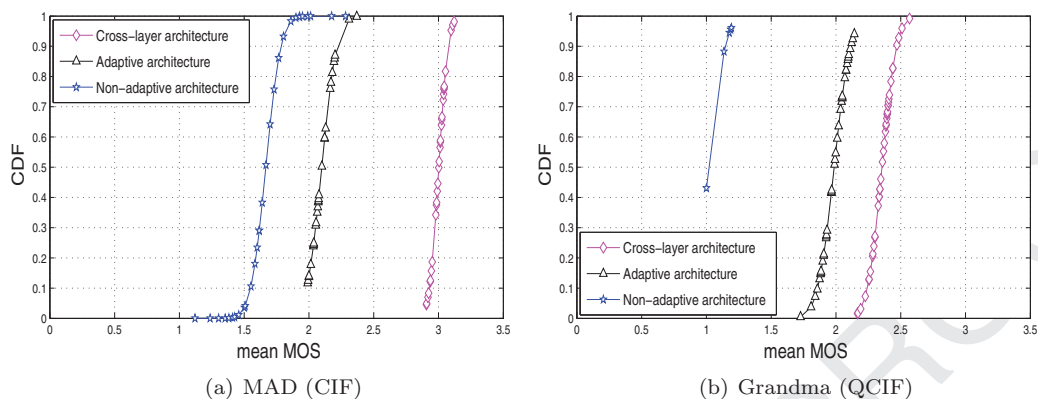 1
0.9
0.8
0.7
0.6
0.5
0.4
0.3
0.2
0.1
0
CDF
Cross-layer architecture
Adaptive architecture
Non-adaptive architecture
0 0.5 1 1.5 2 2.5 3 3.5
mean MOS
(a) MAD (CIF)
1
0.9
0.8
0.7
0.6
0.5
0.4
0.3
0.2
0.1
0
CDF
Cross-layer architecture
Adaptive architecture
Non-adaptive architecture
0 0.5 1 1.5 2 2.5 3 3.5
mean MOS
(b) Grandma (QCIF)